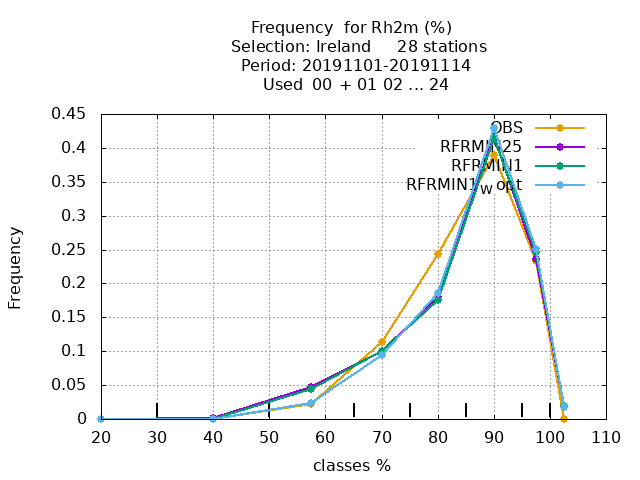 Frequency  for Rh2m (%)
Selection: Ireland     28 stations
Period: 20191101-20191114
Used  00  + 01 02 ... 24
0.45
0.4
0.35
0.3
0.25
0.2
0.15
0.1
0.05
0
Frequency
OBS
RFRMIN25
RFRMIN1
RFRMIN1w opt
20 30 40 50 60 70 80 90 100 110
classes %